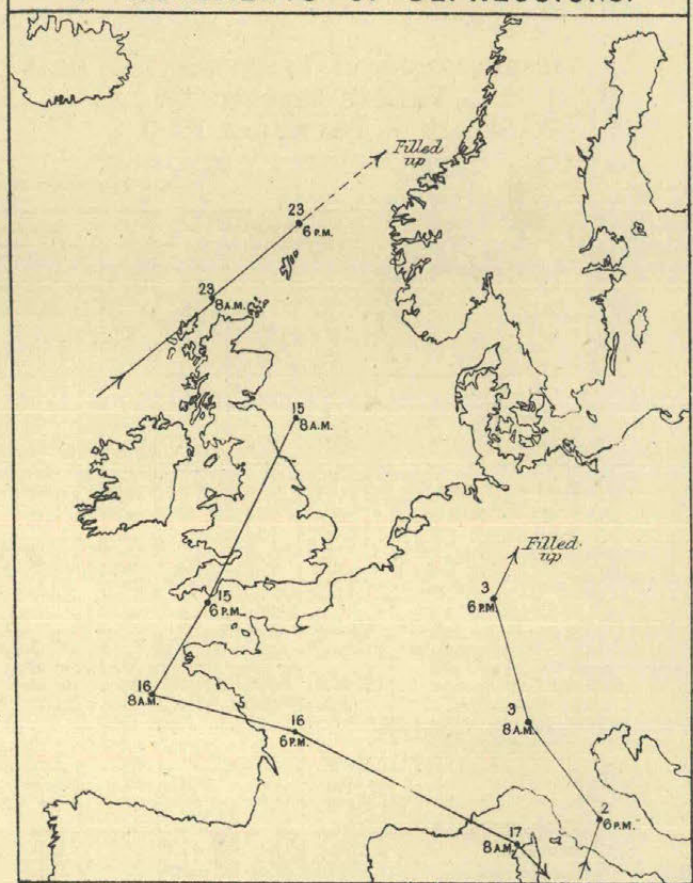 DEPRESSIONS.
Filled
up
23
6 P.M.
23
8 A.M.
15
8 A.M.
Filled
up
3
6 P.M.
15
6 P.M.
16
8 A.M.
16
6 P.M.
3
8 A.M.
2
6 P.M.
17
8 A.M.